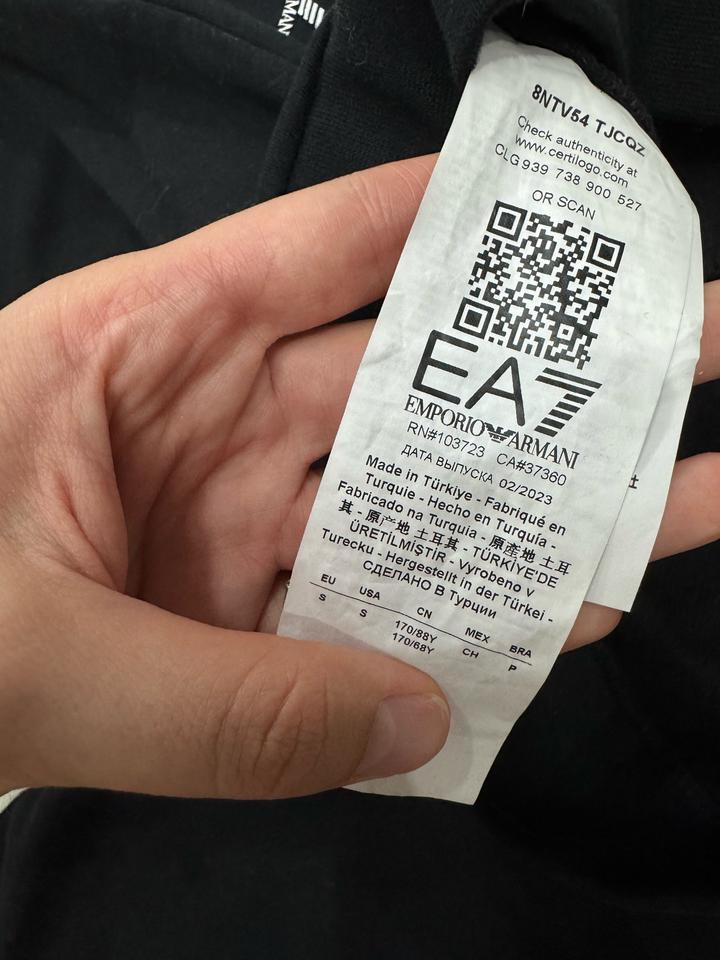 MAN
8NTV54 TJCQZ
Check authenticity at
www.certilogo.com
CLG 939 738 900 527
OR SCAN
EA7
EMPORIO ARMANI
RN#103723 CA#37360
ДАТА ВЫПУСКА 02/2023
Made in Türkiye - Fabriqué en
Turquie - Hecho en Turquía -
Fabricado na Turquia - 原産地 土耳
其 - 原产地 土耳其 - TÜRKİYE'DE
ÜRETİLMİŞTİR - Vyrobeno v
Turecku - Hergestellt in der Türkei -
СДЕЛАНО В Турции
EU USA CN MEX BRA
S S 170/88Y CH P
170/68Y